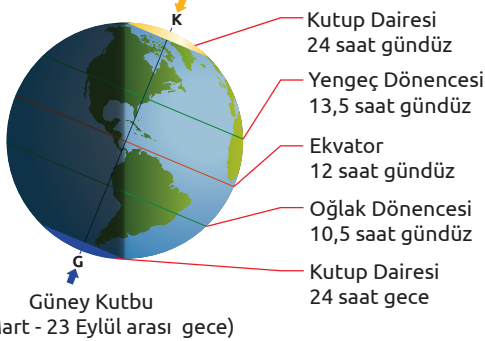 K
Kutup Dairesi
24 saat gündüz
Yengeç Dönencesi
13,5 saat gündüz
Ekvator
12 saat gündüz
Oğlak Dönencesi
10,5 saat gündüz
Kutup Dairesi
24 saat gece
G
Güney Kutbu
art - 23 Eylül arası gece)